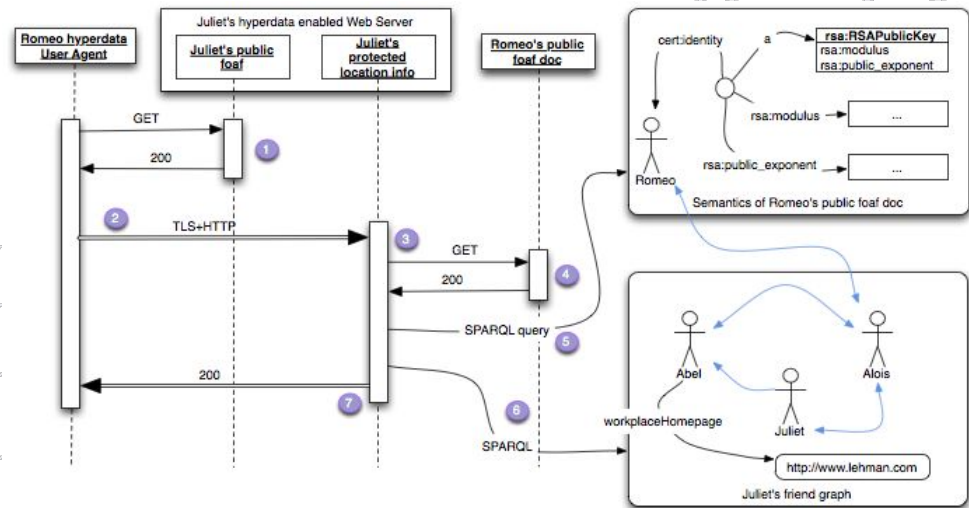 Juliet's hyperdata enabled Web Server
Romeo hyperdata
User Agent
Juliet's public
foaf
Juliet's
protected
location info
Romeo's public
foaf doc
GET
200
1
2
TLS+HTTP
3
GET
200
4
SPARQL query
5
200
7
6
SPARQL
cert:identity
a
rsa:RSAPublicKey
rsa:modulus
rsa:public_exponent
rsa:modulus
...
rsa:public_exponent
...
Romeo
Semantics of Romeo's public foaf doc
Abel
Alois
Juliet
workplaceHomepage
http://www.lehman.com
Juliet's friend graph